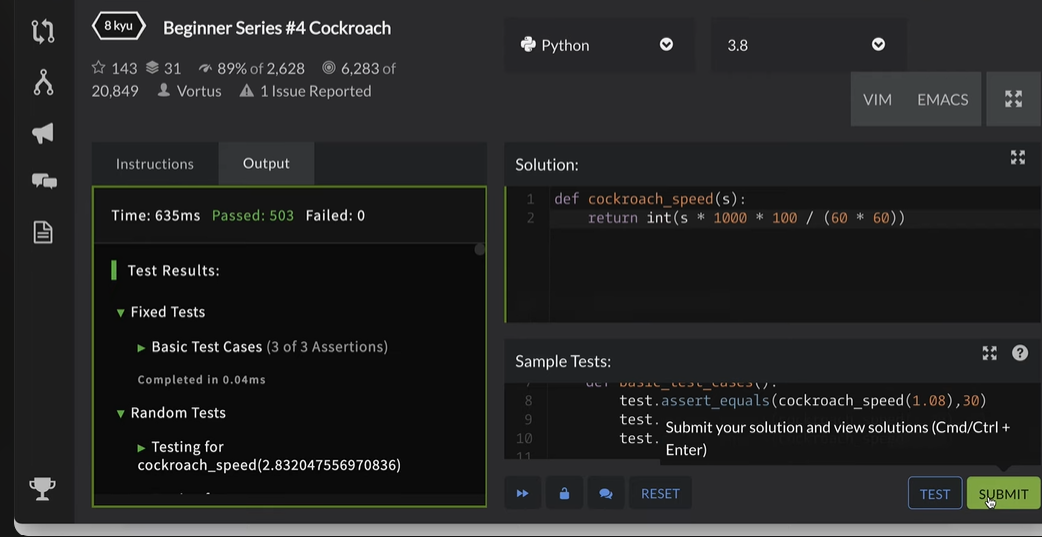 8 kyu
Beginner Series #4 Cockroach
143 31 89% of 2,628 6,283 of
20,849 Vortus 1 Issue Reported
Python
3.8
VIM EMACS
Instructions Output
Time: 635ms Passed: 503 Failed: 0
Test Results:
Fixed Tests
Basic Test Cases (3 of 3 Assertions)
Completed in 0.04ms
Random Tests
Testing for
cockroach_speed(2.832047556970836)
Solution:
1 def cockroach_speed(s):
2 return int(s * 1000 * 100 / (60 * 60))
Sample Tests:
7 def basic_test_cases():
8 test.assert_equals(cockroach_speed(1.08),30)
9 test.
10 test.
11
Submit your solution and view solutions (Cmd/Ctrl +
Enter)
RESET
TEST
SUBMIT